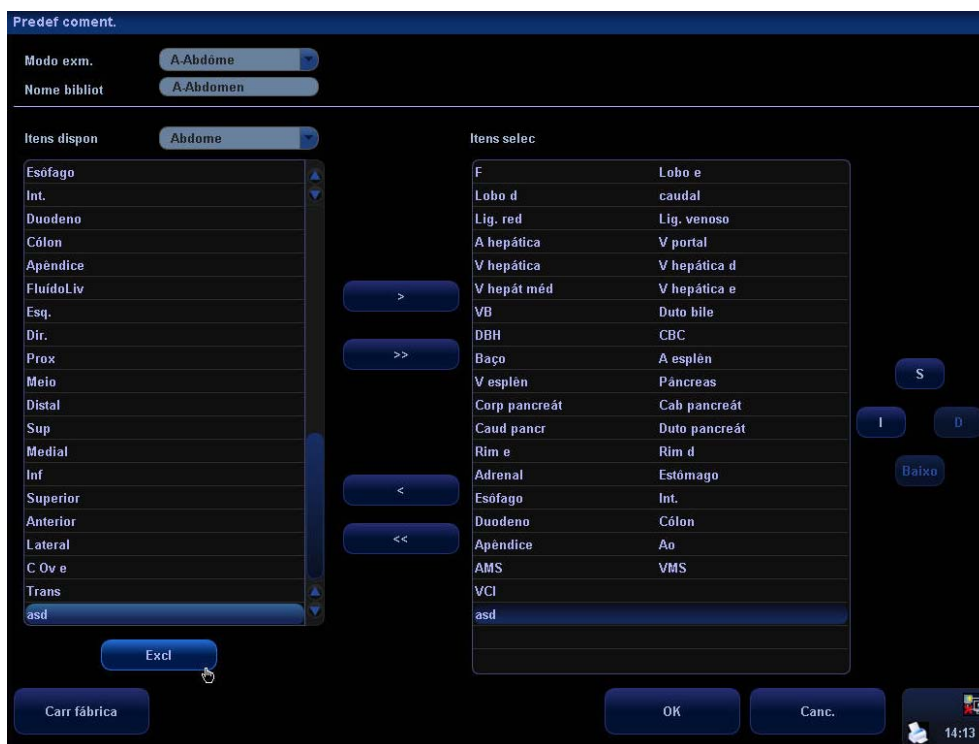 Predef coment.
Modo exm. A-Abdôme
Nome bibliot A-Abdomen
Itens dispon Abdome
Esôfago
Int.
Duodeno
Cólon
Apêndice
FluídoLiv
Esq.
Dir.
Prox
Meio
Distal
Sup
Medial
Inf
Superior
Anterior
Lateral
C Ov e
Trans
asd
Excl
>
>>
<
<<
Itens selec
F Lobo e
Lobo d caudal
Lig. red Lig. venoso
A hepática V portal
V hepática V hepática d
V hepát méd V hepática e
VB Duto bile
DBH CBC
Baço A esplên
V esplên Pâncreas
Corp pancreát Cab pancreát
Caud pancr Duto pancreát
Rim e Rim d
Adrenal Estômago
Esôfago Int.
Duodeno Cólon
Apêndice Ao
AMS VMS
VCI
asd
S
I D
Baixo
Carr fábrica OK Canc.
14:13